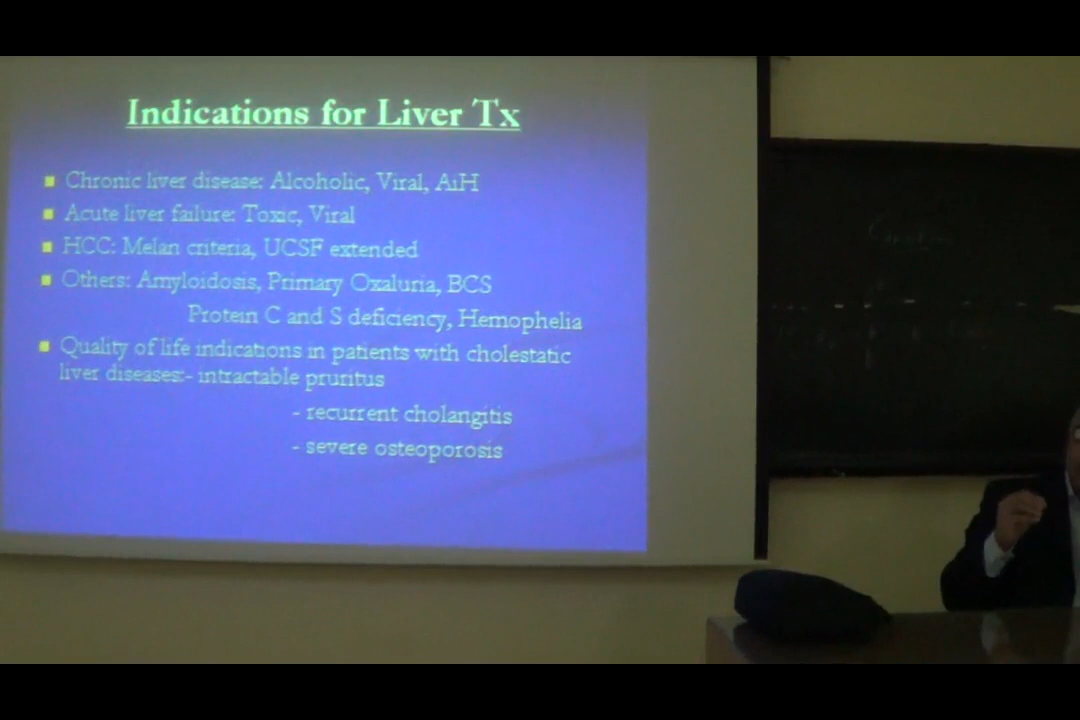 Indications for Liver Tx
Chronic liver disease: Alcoholic, Viral, AiH
Acute liver failure: Toxic, Viral
HCC: Melan criteria, UCSF extended
Others: Amyloidosis, Primary Oxaluria, BCS
Protein C and S deficiency, Hemophelia
Quality of life indications in patients with cholestatic
liver diseases:- intractable pruritus
- recurrent cholangitis
- severe osteoporosis